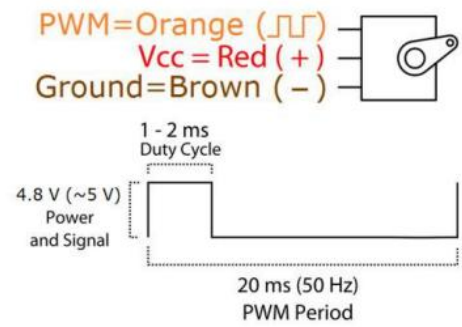 PWM=Orange (⎍⎍)
Vcc = Red ( + )
Ground=Brown ( – )
1 - 2 ms
Duty Cycle
4.8 V (~5 V)
Power
and Signal
20 ms (50 Hz)
PWM Period